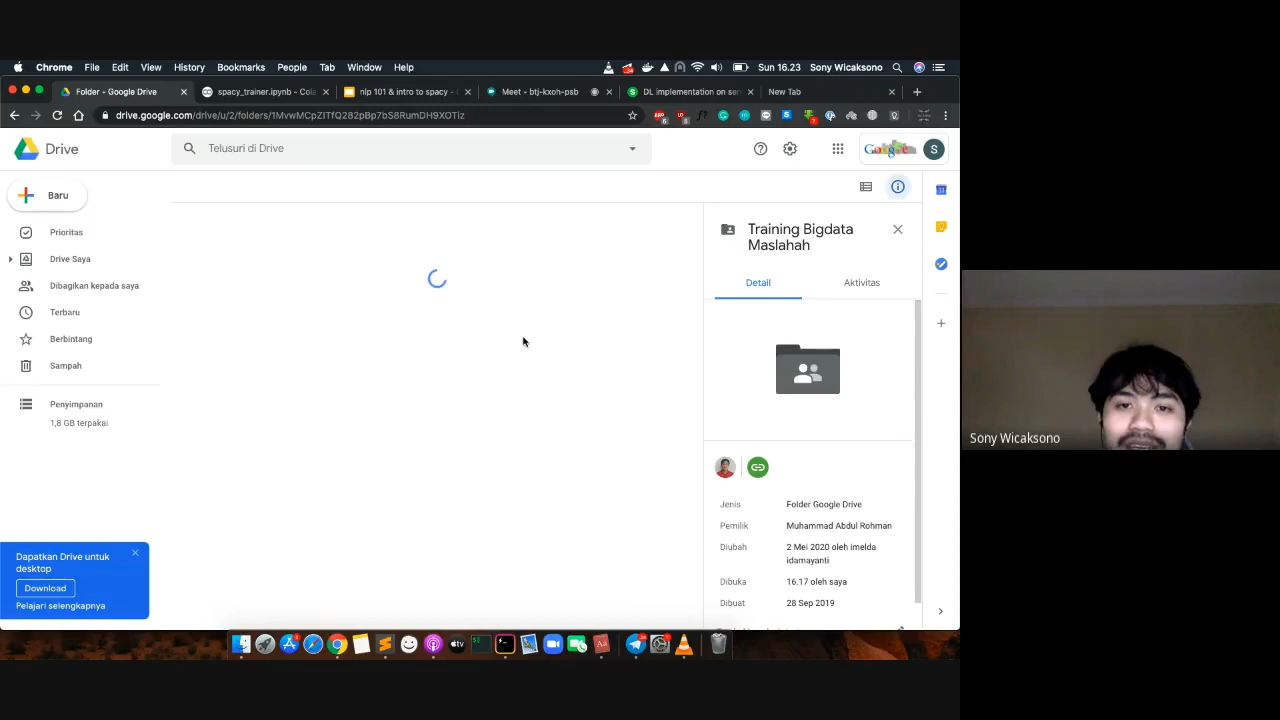 Chrome File Edit View History Bookmarks People Tab Window Help
Sun 16.23 Sony Wicaksono
Folder - Google Drive
spacy_trainer.ipynb - Cola
nlp 101 & intro to spacy -
Meet - btj-kxoh-psb
DL implementation on sen
New Tab
drive.google.com/drive/u/2/folders/1MvwMCpZITfQ282pBp7bS8RumDH9XOTiz
Drive
Telusuri di Drive
Google
S
Baru
Prioritas
Drive Saya
Dibagikan kepada saya
Terbaru
Berbintang
Sampah
Penyimpanan
1,8 GB terpakai
Dapatkan Drive untuk
desktop
Download
Pelajari selengkapnya
Training Bigdata
Maslahah
Detail Aktivitas
Jenis Folder Google Drive
Pemilik Muhammad Abdul Rohman
Diubah 2 Mei 2020 oleh imelda
idamayanti
Dibuka 16.17 oleh saya
Dibuat 28 Sep 2019
Sony Wicaksono